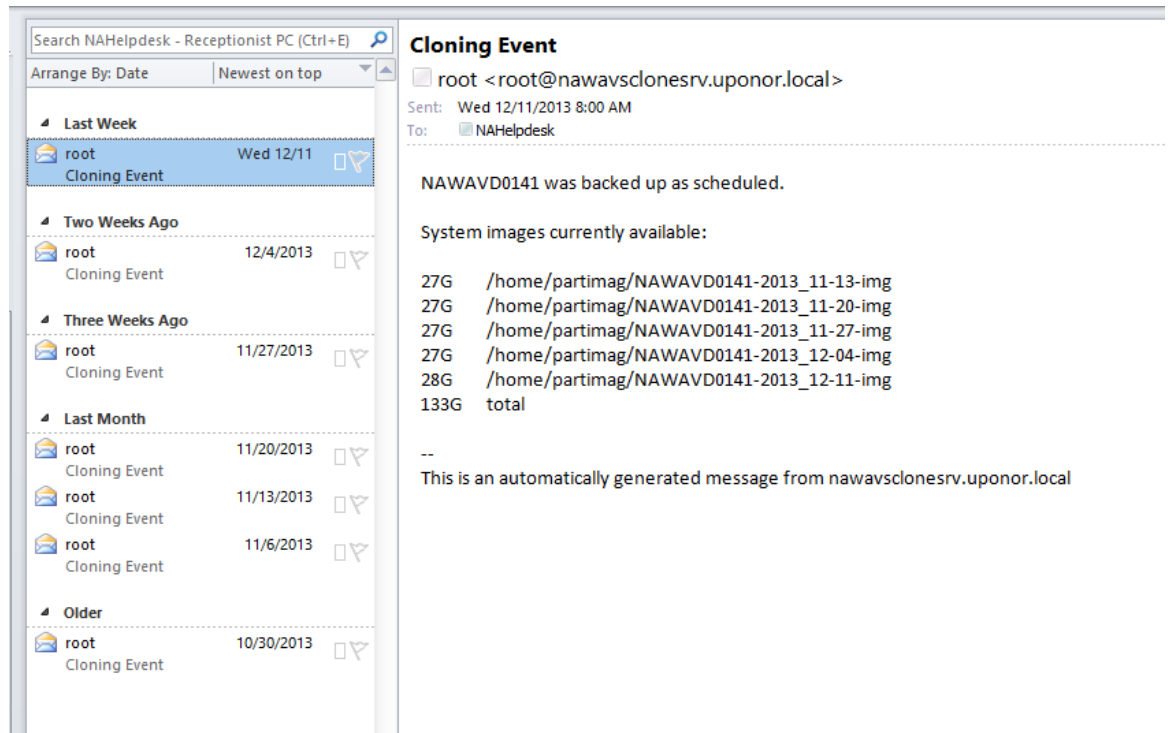 Search NAHelpdesk - Receptionist PC (Ctrl+E)
Arrange By: Date Newest on top
Last Week
root Wed 12/11
Cloning Event
Two Weeks Ago
root 12/4/2013
Cloning Event
Three Weeks Ago
root 11/27/2013
Cloning Event
Last Month
root 11/20/2013
Cloning Event
root 11/13/2013
Cloning Event
root 11/6/2013
Cloning Event
Older
root 10/30/2013
Cloning Event
Cloning Event
root <root@nawavsclonesrv.uponor.local>
Sent: Wed 12/11/2013 8:00 AM
To: NAHelpdesk
NAWAVD0141 was backed up as scheduled.
System images currently available:
27G /home/partimag/NAWAVD0141-2013_11-13-img
27G /home/partimag/NAWAVD0141-2013_11-20-img
27G /home/partimag/NAWAVD0141-2013_11-27-img
27G /home/partimag/NAWAVD0141-2013_12-04-img
28G /home/partimag/NAWAVD0141-2013_12-11-img
133G total
--
This is an automatically generated message from nawavsclonesrv.uponor.local